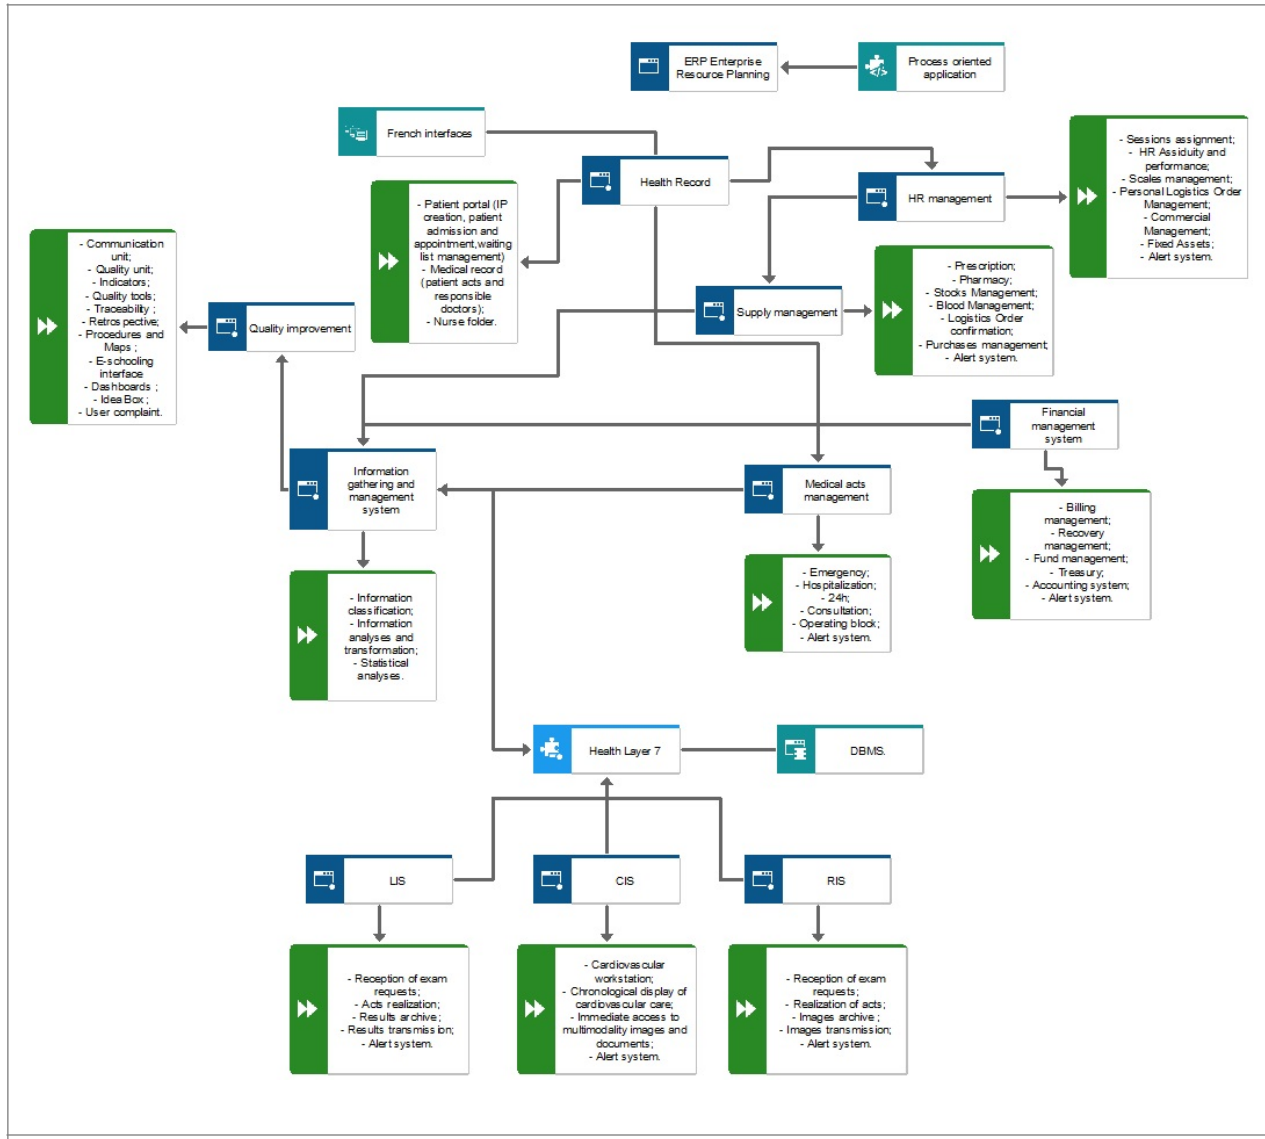 ERP Enterprise
Resource Planning
Process oriented
application
French interfaces
Health Record
HR management
- Sessions assignment;
- HR Assiduity and
performance;
- Scales management;
- Personal Logistics Order
Management;
- Commercial
Management;
- Fixed Assets;
- Alert system.
- Patient portal (IP
creation, patient
admission and
appointment,waiting
list management)
- Medical record
(patient acts and
responsible
doctors);
- Nurse folder.
- Communication
unit;
- Quality unit;
- Indicators;
- Quality tools;
- Traceability ;
- Retrospective;
- Procedures and
Maps ;
- E-schooling
interface
- Dashboards ;
- Idea Box ;
- User complaint.
Quality improvement
Supply management
- Prescription;
- Pharmacy;
- Stocks Management;
- Blood Management;
- Logistics Order
confirmation;
- Purchases management;
- Alert system.
Financial
management
system
Information
gathering and
management
system
Medical acts
management
- Billing
management;
- Recovery
management;
- Fund management;
- Treasury;
- Accounting system;
- Alert system.
- Information
classification;
- Information
analyses and
transformation;
- Statistical
analyses.
- Emergency;
- Hospitalization;
- 24h;
- Consultation;
- Operating block;
- Alert system.
Health Layer 7
DBMS.
LIS
CIS
RIS
- Reception of exam
requests;
- Acts realization;
- Results archive;
- Results transmission;
- Alert system.
- Cardiovascular
workstation;
- Chronological display of
cardiovascular care;
- Immediate access to
multimodality images and
documents;
- Alert system.
- Reception of exam
requests;
- Realization of acts;
- Images archive ;
- Images transmission;
- Alert system.